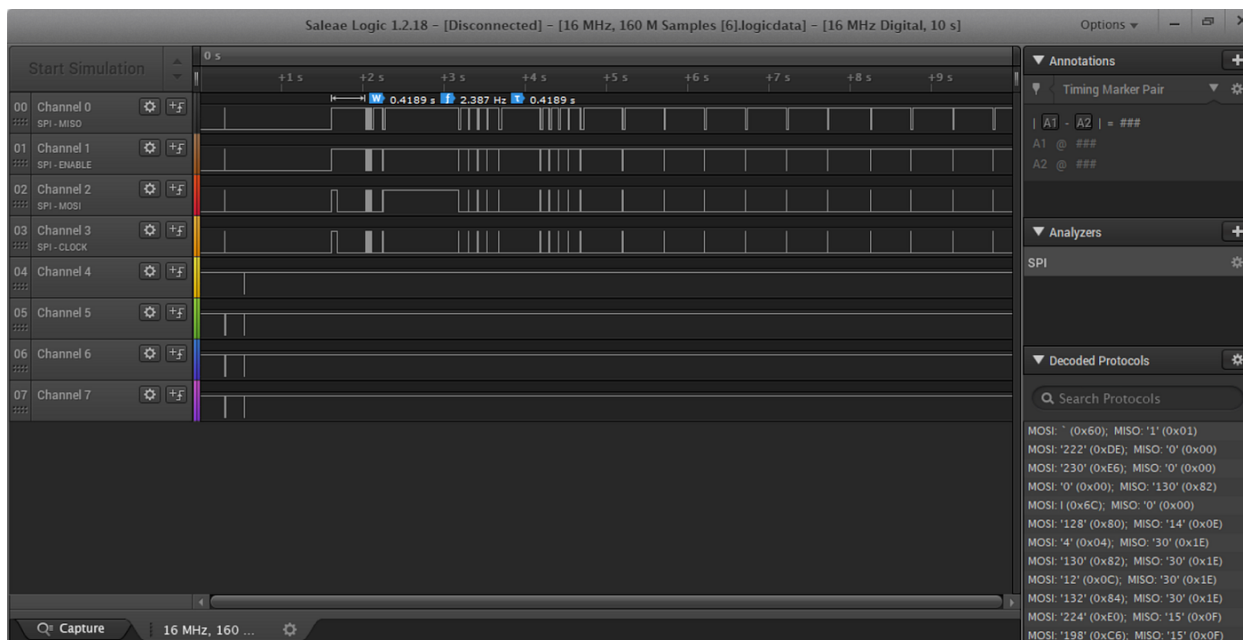 Saleae Logic 1.2.18 – [Disconnected] – [16 MHz, 160 M Samples [6].logicdata] – [16 MHz Digital, 10 s]
Options
Start Simulation
0 s
+1 s +2 s +3 s +4 s +5 s +6 s +7 s +8 s +9 s
W 0.4189 s f 2.387 Hz T 0.4189 s
00 Channel 0
SPI - MISO
01 Channel 1
SPI - ENABLE
02 Channel 2
SPI - MOSI
03 Channel 3
SPI - CLOCK
04 Channel 4
05 Channel 5
06 Channel 6
07 Channel 7
Annotations
Timing Marker Pair
| A1 - A2 | = ###
A1 @ ###
A2 @ ###
Analyzers
SPI
Decoded Protocols
Search Protocols
MOSI: ` (0x60); MISO: '1' (0x01)
MOSI: '222' (0xDE); MISO: '0' (0x00)
MOSI: '230' (0xE6); MISO: '0' (0x00)
MOSI: '0' (0x00); MISO: '130' (0x82)
MOSI: l (0x6C); MISO: '0' (0x00)
MOSI: '128' (0x80); MISO: '14' (0x0E)
MOSI: '4' (0x04); MISO: '30' (0x1E)
MOSI: '130' (0x82); MISO: '30' (0x1E)
MOSI: '12' (0x0C); MISO: '30' (0x1E)
MOSI: '132' (0x84); MISO: '30' (0x1E)
MOSI: '224' (0xE0); MISO: '15' (0x0F)
MOSI: '198' (0xC6); MISO: '15' (0x0F)
Capture
16 MHz, 160 ...